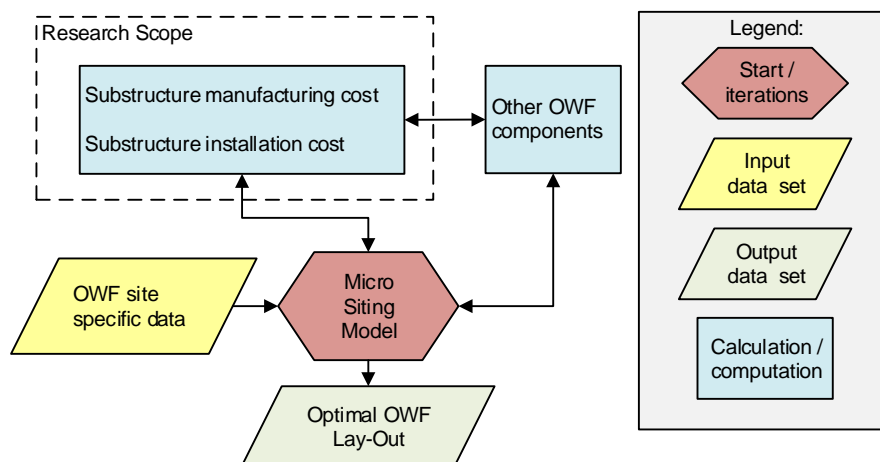 Research Scope
Substructure manufacturing cost
Substructure installation cost
Other OWF
components
OWF site
specific data
Micro
Siting
Model
Optimal OWF
Lay-Out
Legend:
Start /
iterations
Input
data set
Output
data set
Calculation /
computation